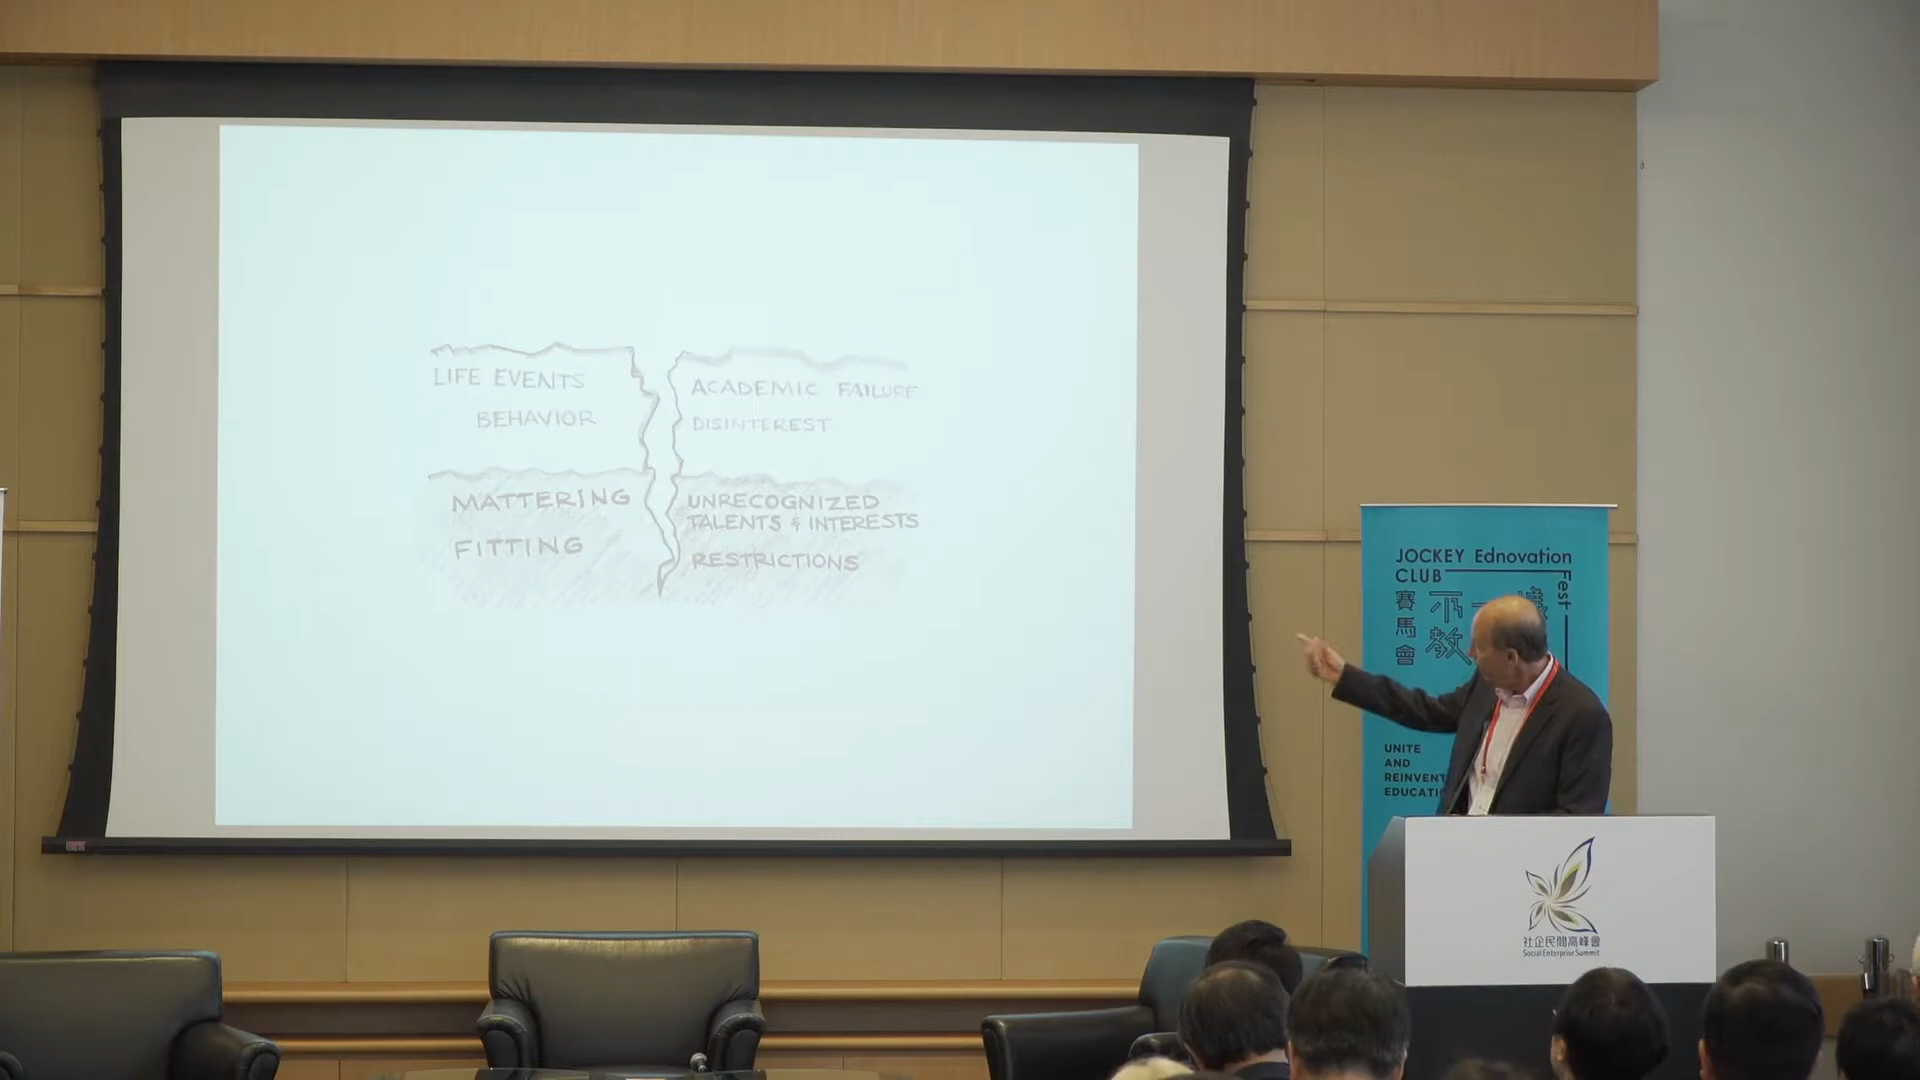 LIFE EVENTS
BEHAVIOR
ACADEMIC FAILURE
DISINTEREST
MATTERING
FITTING
UNRECOGNIZED
TALENTS & INTERESTS
RESTRICTIONS
JOCKEY Ednovation
CLUB Fest
賽馬會
教
UNITE
AND
REINVENT
社企民間高峰會
Social Enterprise Summit